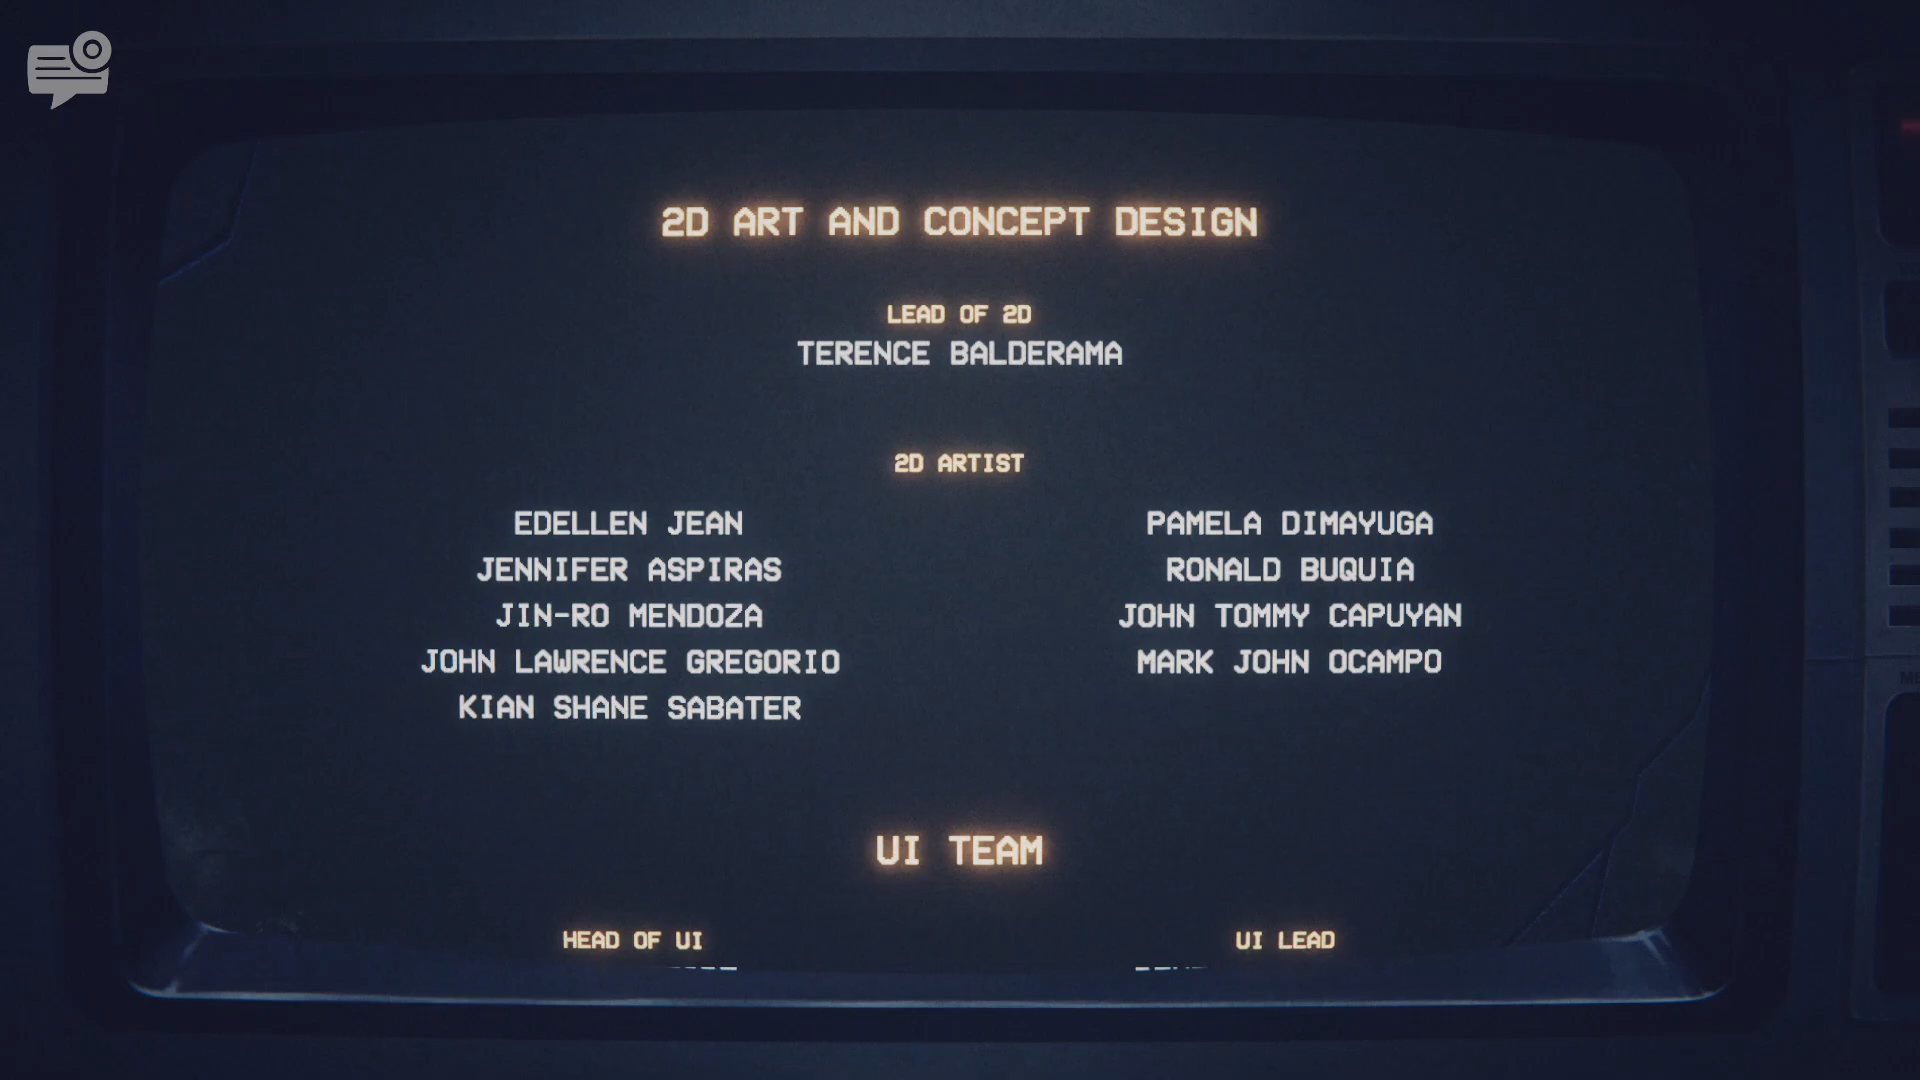 2D ART AND CONCEPT DESIGN
LEAD OF 2D
TERENCE BALDERAMA
2D ARTIST
EDELLEN JEAN
JENNIFER ASPIRAS
JIN-RO MENDOZA
JOHN LAWRENCE GREGORIO
KIAN SHANE SABATER
PAMELA DIMAYUGA
RONALD BUQUIA
JOHN TOMMY CAPUYAN
MARK JOHN OCAMPO
UI TEAM
HEAD OF UI
UI LEAD